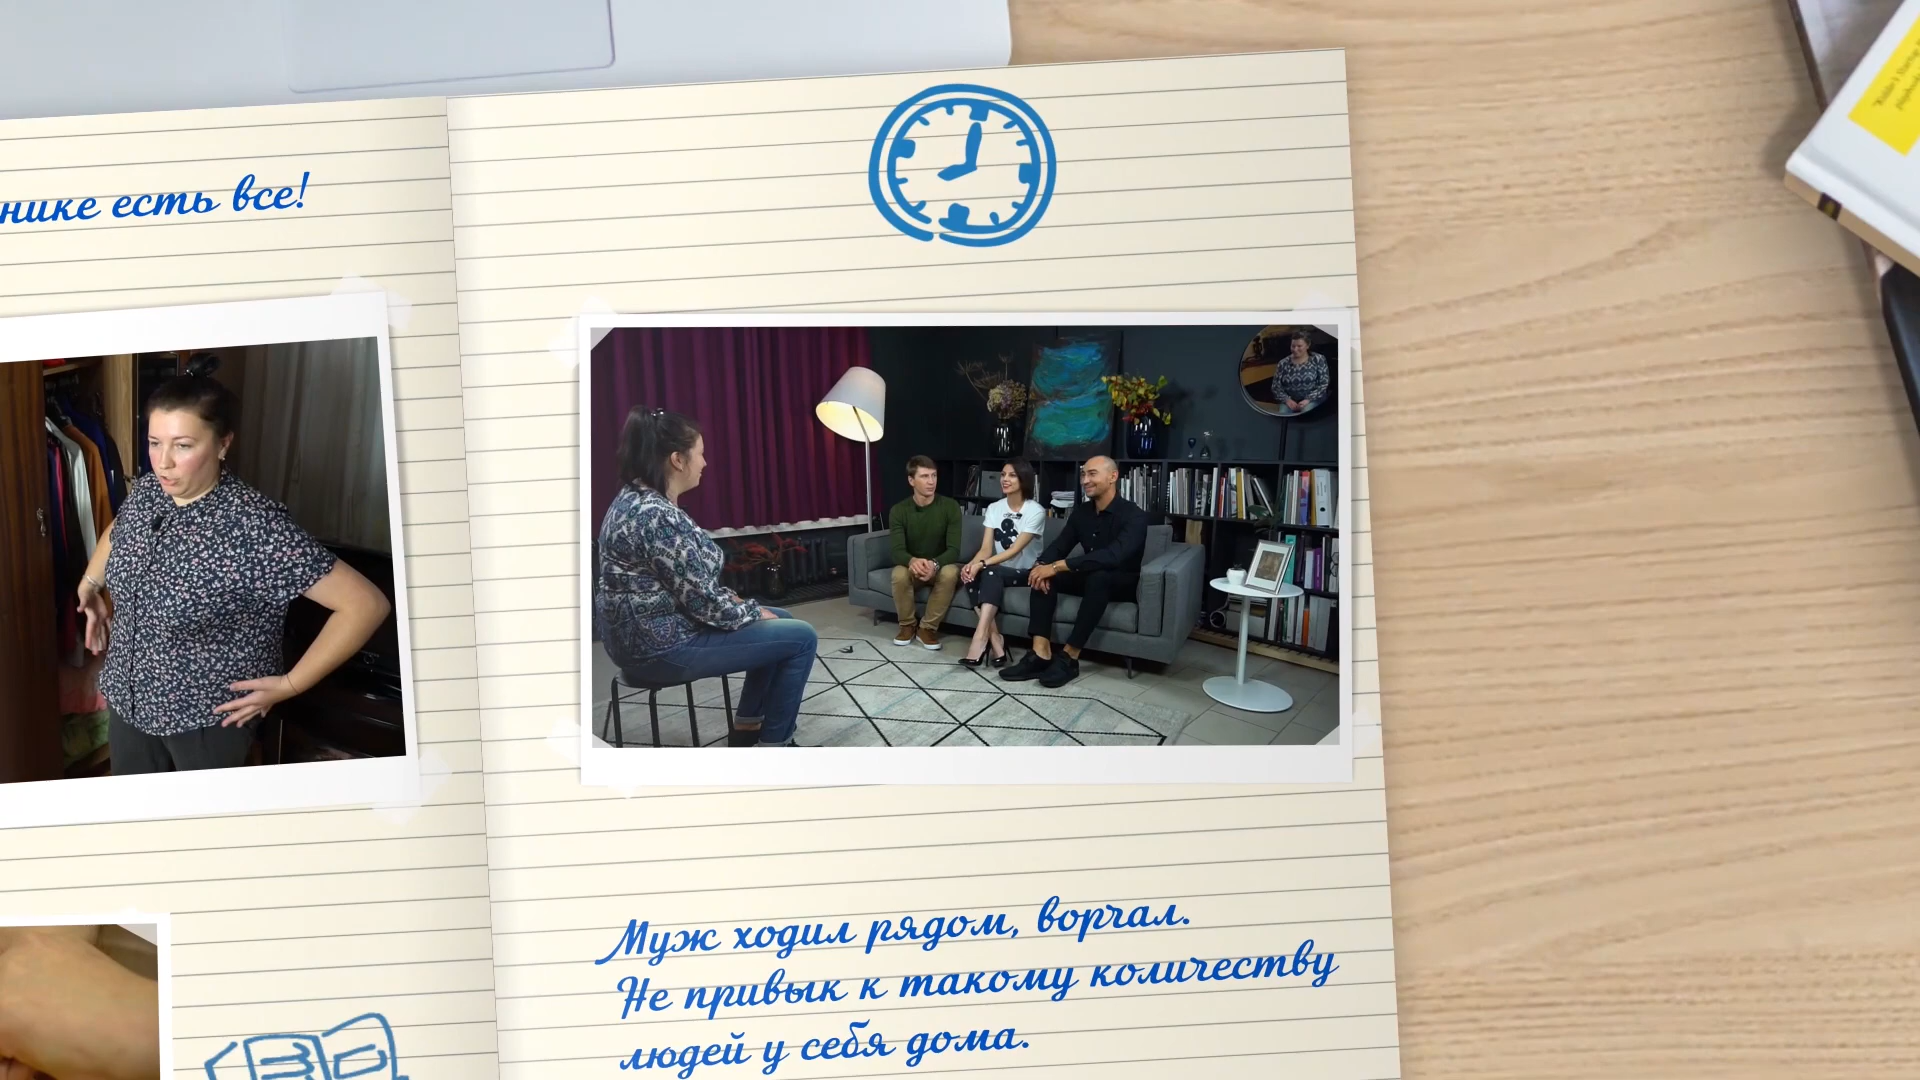 нике есть все!
Муж ходил рядом, ворчал.
Не привык к такому количеству
людей у себя дома.